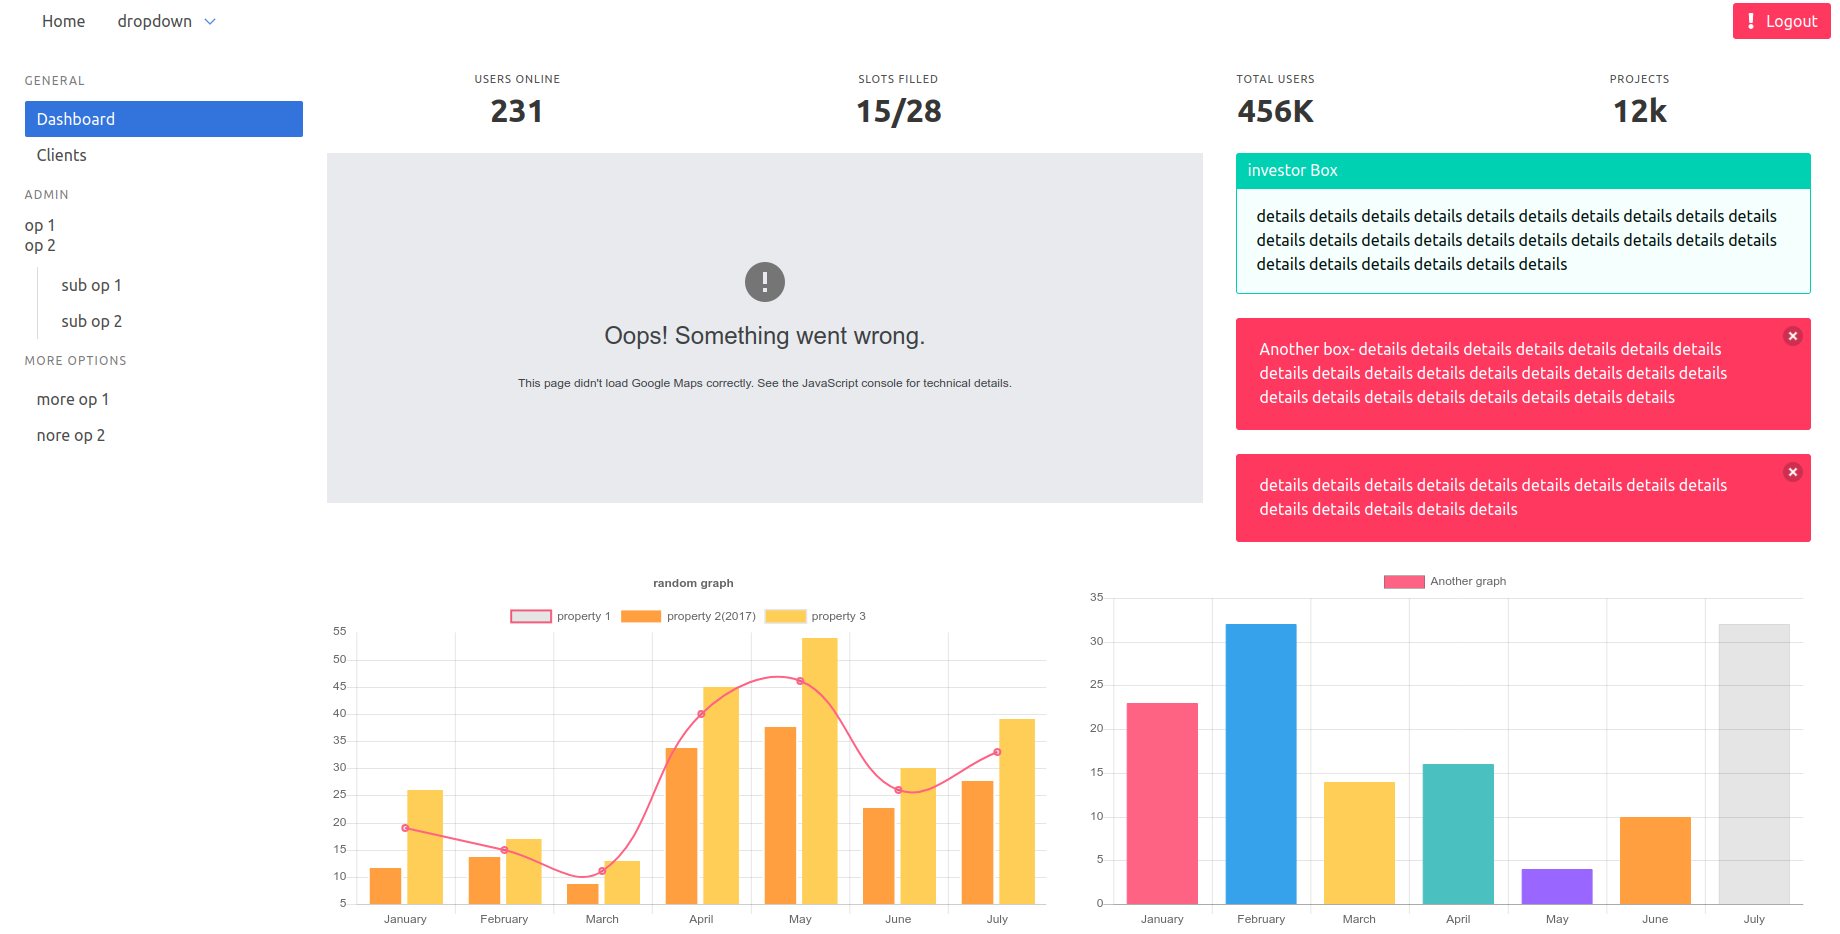 Home dropdown
Logout
GENERAL
Dashboard
Clients
ADMIN
op 1
op 2
sub op 1
sub op 2
MORE OPTIONS
more op 1
nore op 2
USERS ONLINE
231
SLOTS FILLED
15/28
TOTAL USERS
456K
PROJECTS
12k
Oops! Something went wrong.
This page didn't load Google Maps correctly. See the JavaScript console for technical details.
investor Box
details details details details details details details details details details
details details details details details details details details details details
details details details details details details
Another box- details details details details details details details
details details details details details details details details details
details details details details details details details details
details details details details details details details details details
details details details details details
random graph
property 1 property 2(2017) property 3
55
50
45
40
35
30
25
20
15
10
5
January February March April May June July
Another graph
35
30
25
20
15
10
5
0
January February March April May June July